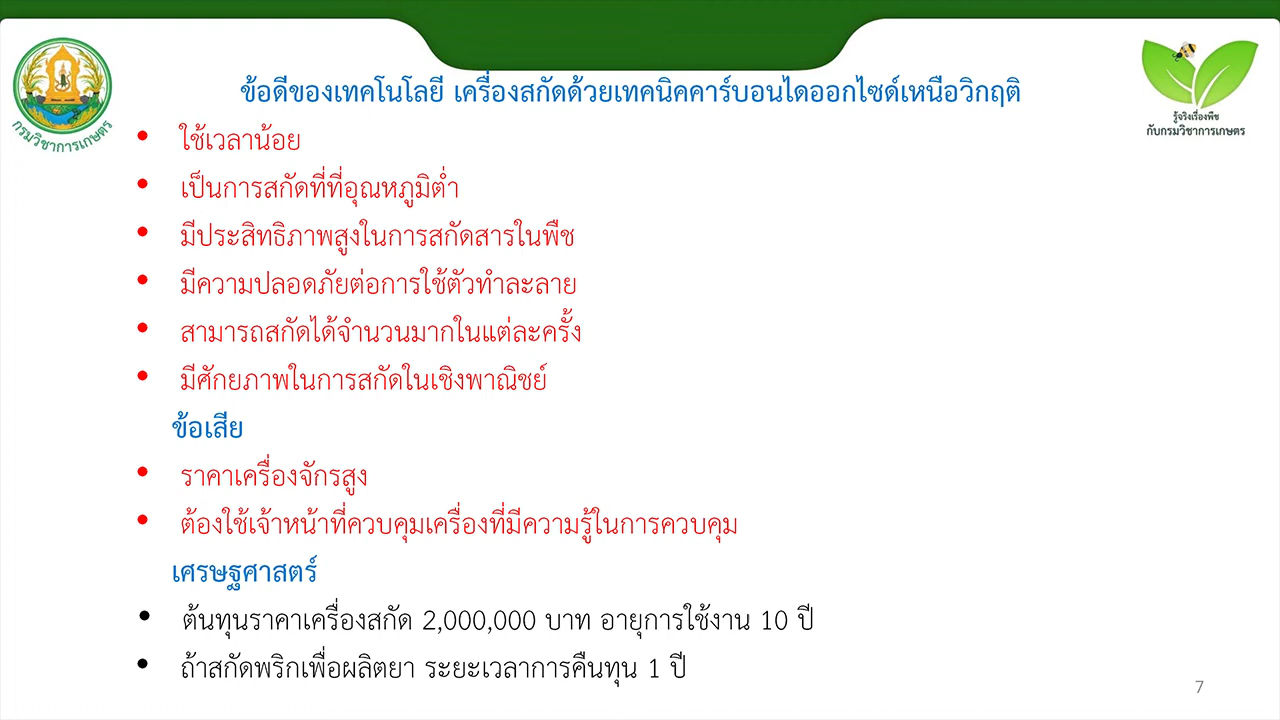 ข้อดีของเทคโนโลยี เครื่องสกัดด้วยเทคนิคคาร์บอนไดออกไซด์เหนือวิกฤติ
กรมวิชาการเกษตร
รู้จริงเรื่องพืช
กับกรมวิชาการเกษตร
• ใช้เวลาน้อย
• เป็นการสกัดที่ที่อุณหภูมิต่ำ
• มีประสิทธิภาพสูงในการสกัดสารในพืช
• มีความปลอดภัยต่อการใช้ตัวทำละลาย
• สามารถสกัดได้จำนวนมากในแต่ละครั้ง
• มีศักยภาพในการสกัดในเชิงพาณิชย์
ข้อเสีย
• ราคาเครื่องจักรสูง
• ต้องใช้เจ้าหน้าที่ควบคุมเครื่องที่มีความรู้ในการควบคุม
เศรษฐศาสตร์
• ต้นทุนราคาเครื่องสกัด 2,000,000 บาท อายุการใช้งาน 10 ปี
• ถ้าสกัดพริกเพื่อผลิตยา ระยะเวลาการคืนทุน 1 ปี
7